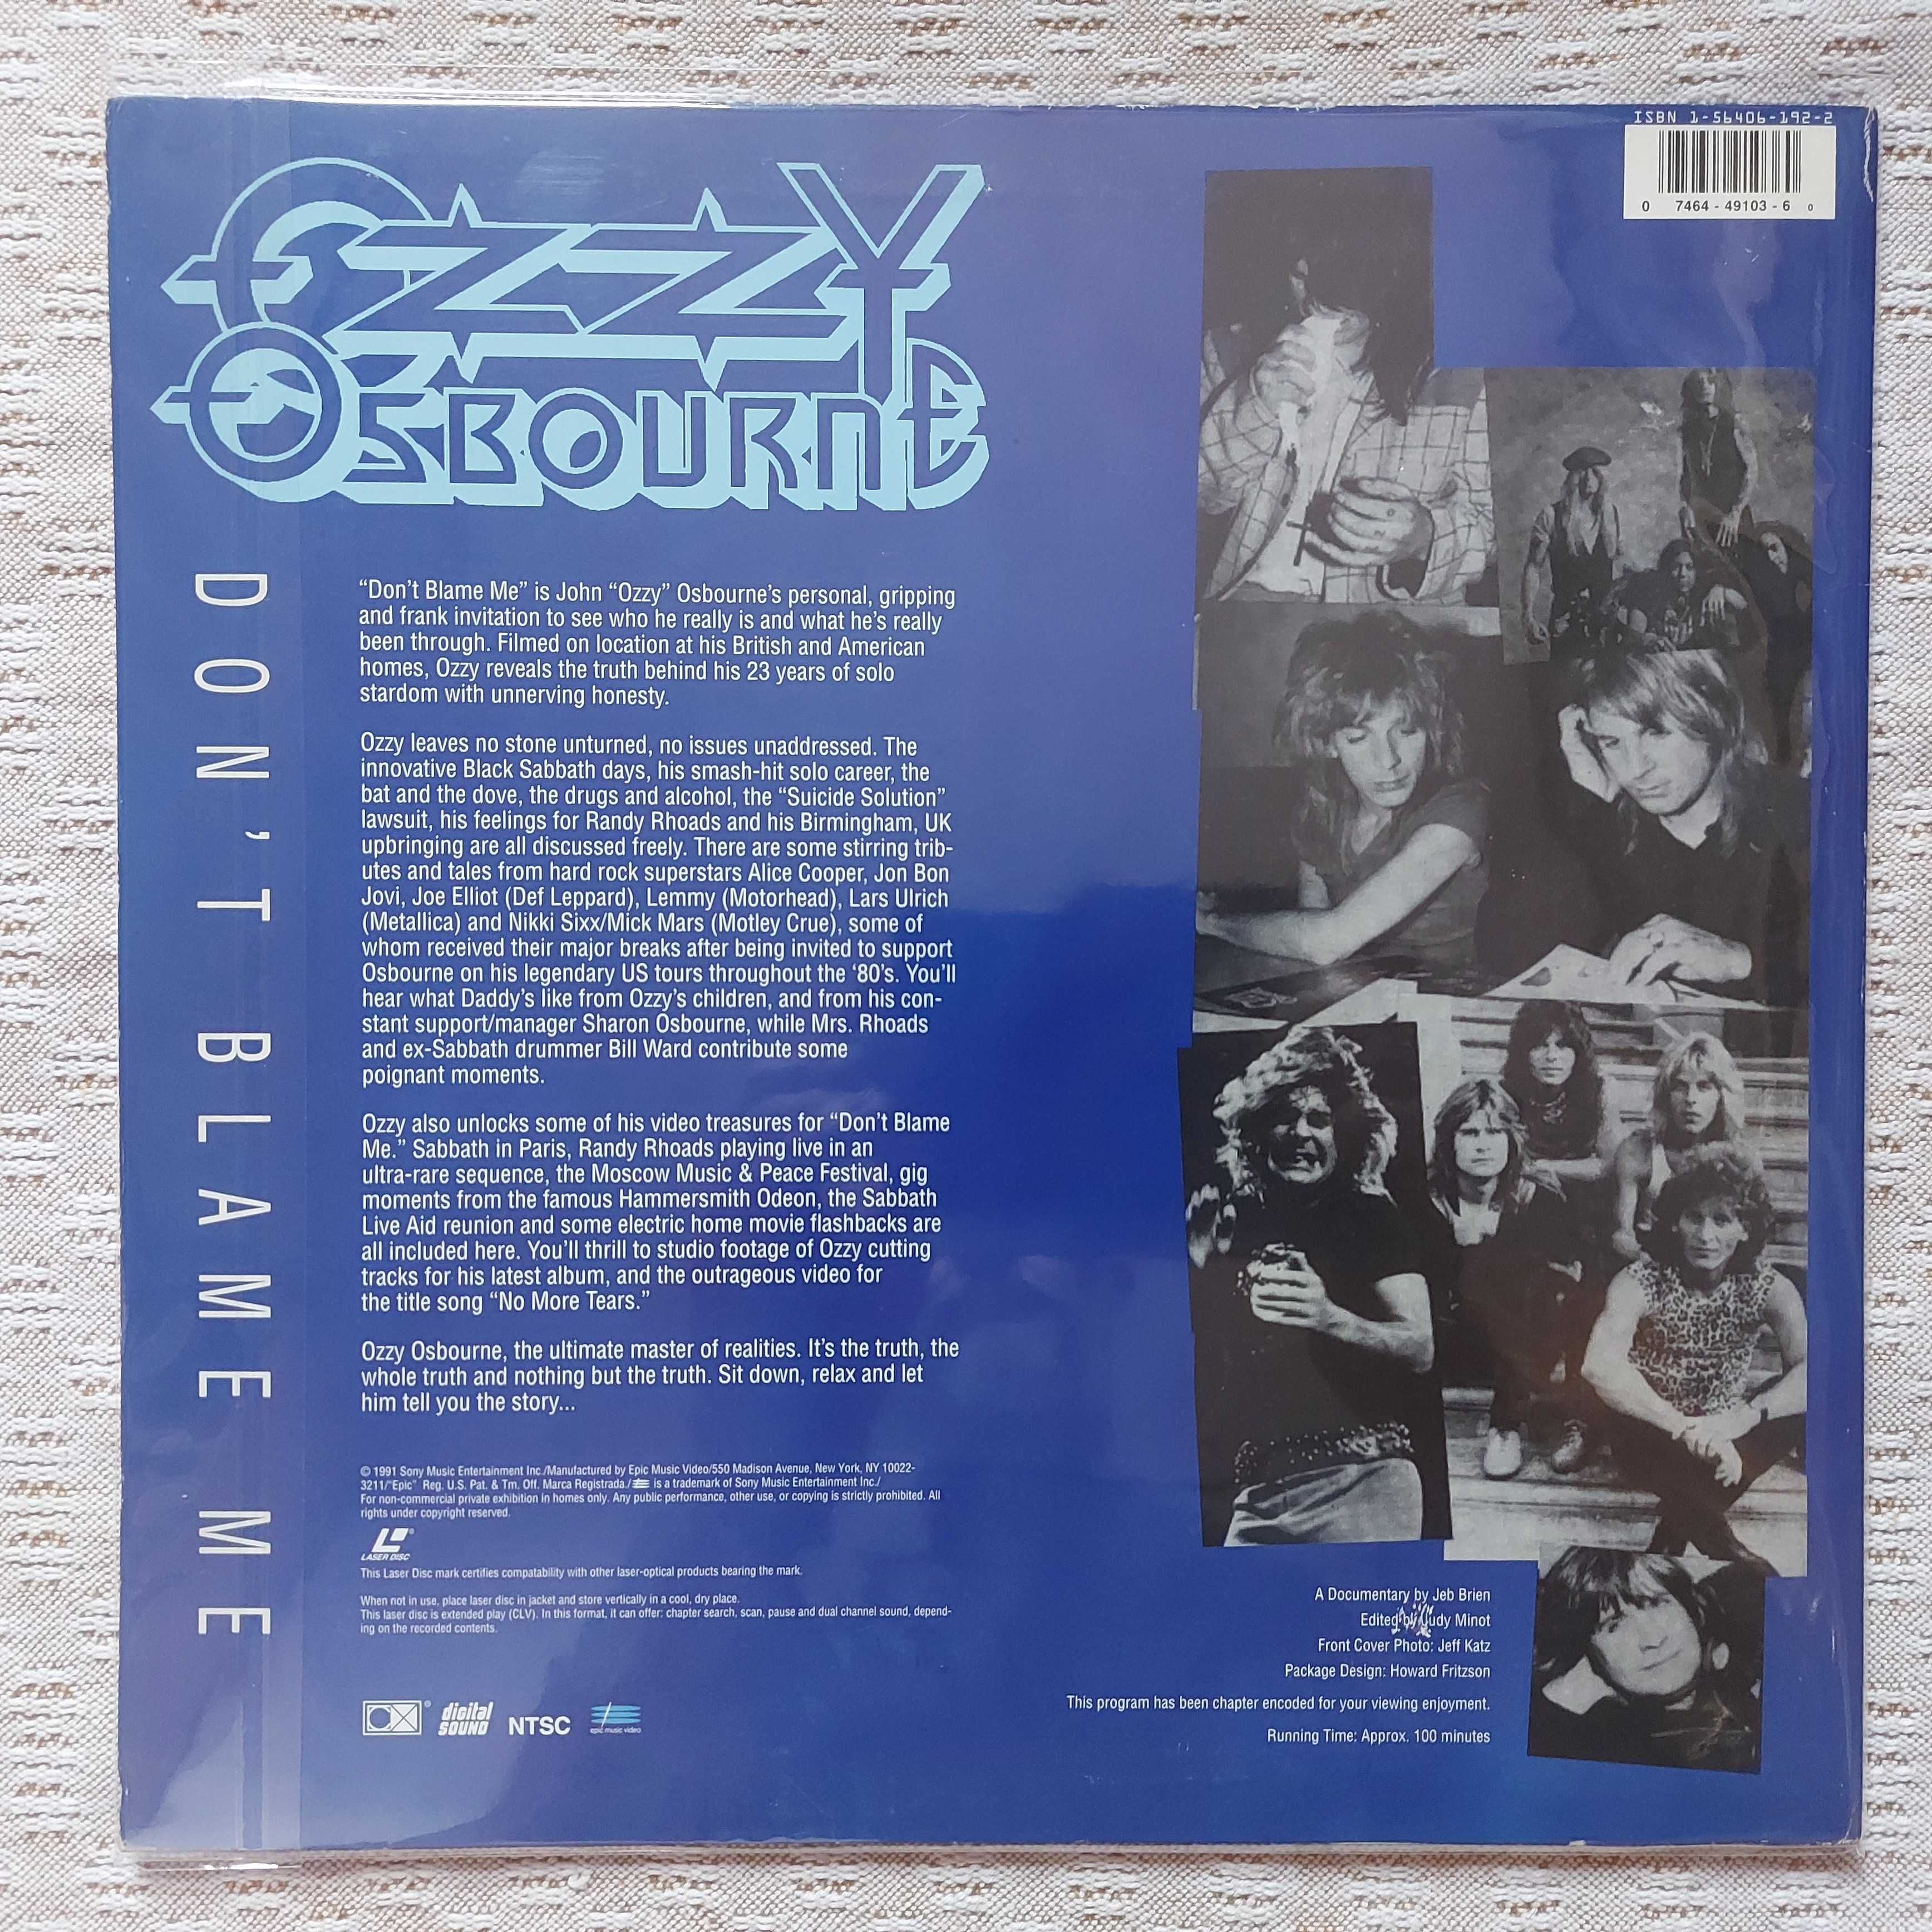 ISBN 1-56406-192-2
0 7464 - 49103 - 6 0
OZZY
OSBOURNE
DON'T BLAME ME
“Don’t Blame Me” is John “Ozzy” Osbourne’s personal, gripping
and frank invitation to see who he really is and what he’s really
been through. Filmed on location at his British and American
homes, Ozzy reveals the truth behind his 23 years of solo
stardom with unnerving honesty.
Ozzy leaves no stone unturned, no issues unaddressed. The
innovative Black Sabbath days, his smash-hit solo career, the
bat and the dove, the drugs and alcohol, the “Suicide Solution”
lawsuit, his feelings for Randy Rhoads and his Birmingham, UK
upbringing are all discussed freely. There are some stirring trib-
utes and tales from hard rock superstars Alice Cooper, Jon Bon
Jovi, Joe Elliot (Def Leppard), Lemmy (Motorhead), Lars Ulrich
(Metallica) and Nikki Sixx/Mick Mars (Motley Crue), some of
whom received their major breaks after being invited to support
Osbourne on his legendary US tours throughout the ‘80’s. You’ll
hear what Daddy’s like from Ozzy’s children, and from his con-
stant support/manager Sharon Osbourne, while Mrs. Rhoads
and ex-Sabbath drummer Bill Ward contribute some
poignant moments.
Ozzy also unlocks some of his video treasures for “Don’t Blame
Me.” Sabbath in Paris, Randy Rhoads playing live in an
ultra-rare sequence, the Moscow Music & Peace Festival, gig
moments from the famous Hammersmith Odeon, the Sabbath
Live Aid reunion and some electric home movie flashbacks are
all included here. You’ll thrill to studio footage of Ozzy cutting
tracks for his latest album, and the outrageous video for
the title song “No More Tears.”
Ozzy Osbourne, the ultimate master of realities. It’s the truth, the
whole truth and nothing but the truth. Sit down, relax and let
him tell you the story...
© 1991 Sony Music Entertainment Inc./Manufactured by Epic Music Video/550 Madison Avenue, New York, NY 10022-
3211/“Epic” Reg. U.S. Pat. & Tm. Off. Marca Registrada./ is a trademark of Sony Music Entertainment Inc./
For non-commercial private exhibition in homes only. Any public performance, other use, or copying is strictly prohibited. All
rights under copyright reserved.
LASER DISC
This Laser Disc mark certifies compatability with other laser-optical products bearing the mark.
When not in use, place laser disc in jacket and store vertically in a cool, dry place.
This laser disc is extended play (CLV). In this format, it can offer: chapter search, scan, pause and dual channel sound, depend-
ing on the recorded contents.
CX® digital SOUND NTSC epic music video
A Documentary by Jeb Brien
Edited by Judy Minot
Front Cover Photo: Jeff Katz
Package Design: Howard Fritzson
This program has been chapter encoded for your viewing enjoyment.
Running Time: Approx. 100 minutes